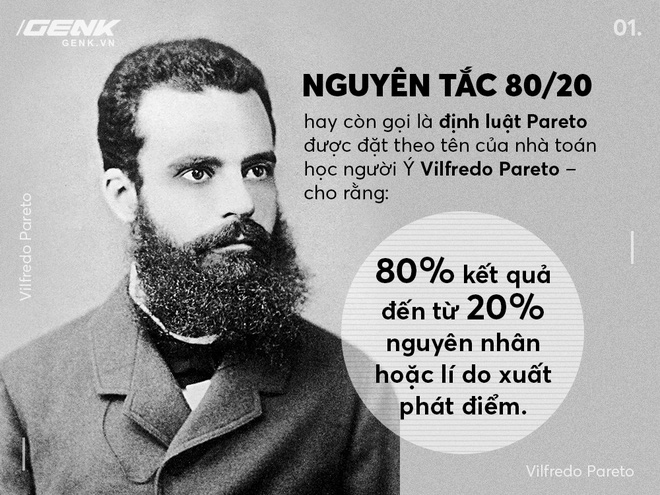 /GENK
GENK.VN
01.
NGUYÊN TẮC 80/20
hay còn gọi là định luật Pareto
được đặt theo tên của nhà toán
học người Ý Vilfredo Pareto –
cho rằng:
80% kết quả
đến từ 20%
nguyên nhân
hoặc lí do xuất
phát điểm.
Vilfredo Pareto
Vilfredo Pareto